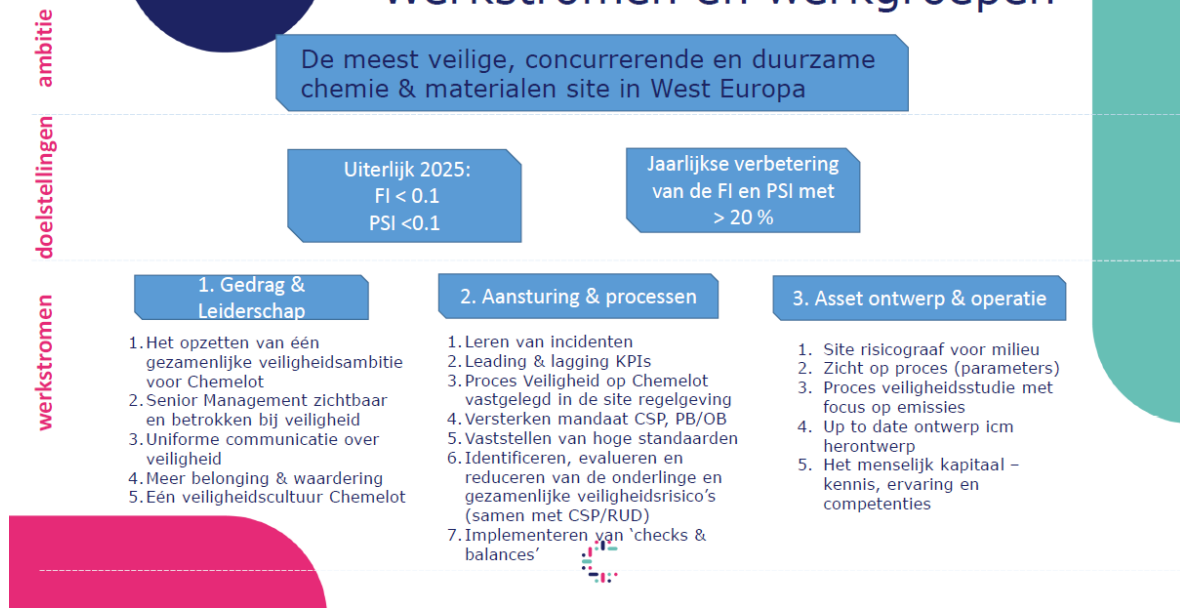 werkstromen en werkgroepen
ambitie
De meest veilige, concurrerende en duurzame
chemie & materialen site in West Europa
doelstellingen
Uiterlijk 2025:
FI < 0.1
PSI <0.1
Jaarlijkse verbetering
van de FI en PSI met
> 20 %
werkstromen
1. Gedrag &
Leiderschap
1. Het opzetten van één
gezamenlijke veiligheidsambitie
voor Chemelot
2. Senior Management zichtbaar
en betrokken bij veiligheid
3. Uniforme communicatie over
veiligheid
4. Meer belonging & waardering
5. Eén veiligheidscultuur Chemelot
2. Aansturing & processen
1. Leren van incidenten
2. Leading & lagging KPIs
3. Proces Veiligheid op Chemelot
vastgelegd in de site regelgeving
4. Versterken mandaat CSP, PB/OB
5. Vaststellen van hoge standaarden
6. Identificeren, evalueren en
reduceren van de onderlinge en
gezamenlijke veiligheidsrisico’s
(samen met CSP/RUD)
7. Implementeren van ‘checks &
balances’
3. Asset ontwerp & operatie
1. Site risicograaf voor milieu
2. Zicht op proces (parameters)
3. Proces veiligheidsstudie met
focus op emissies
4. Up to date ontwerp icm
herontwerp
5. Het menselijk kapitaal –
kennis, ervaring en
competenties